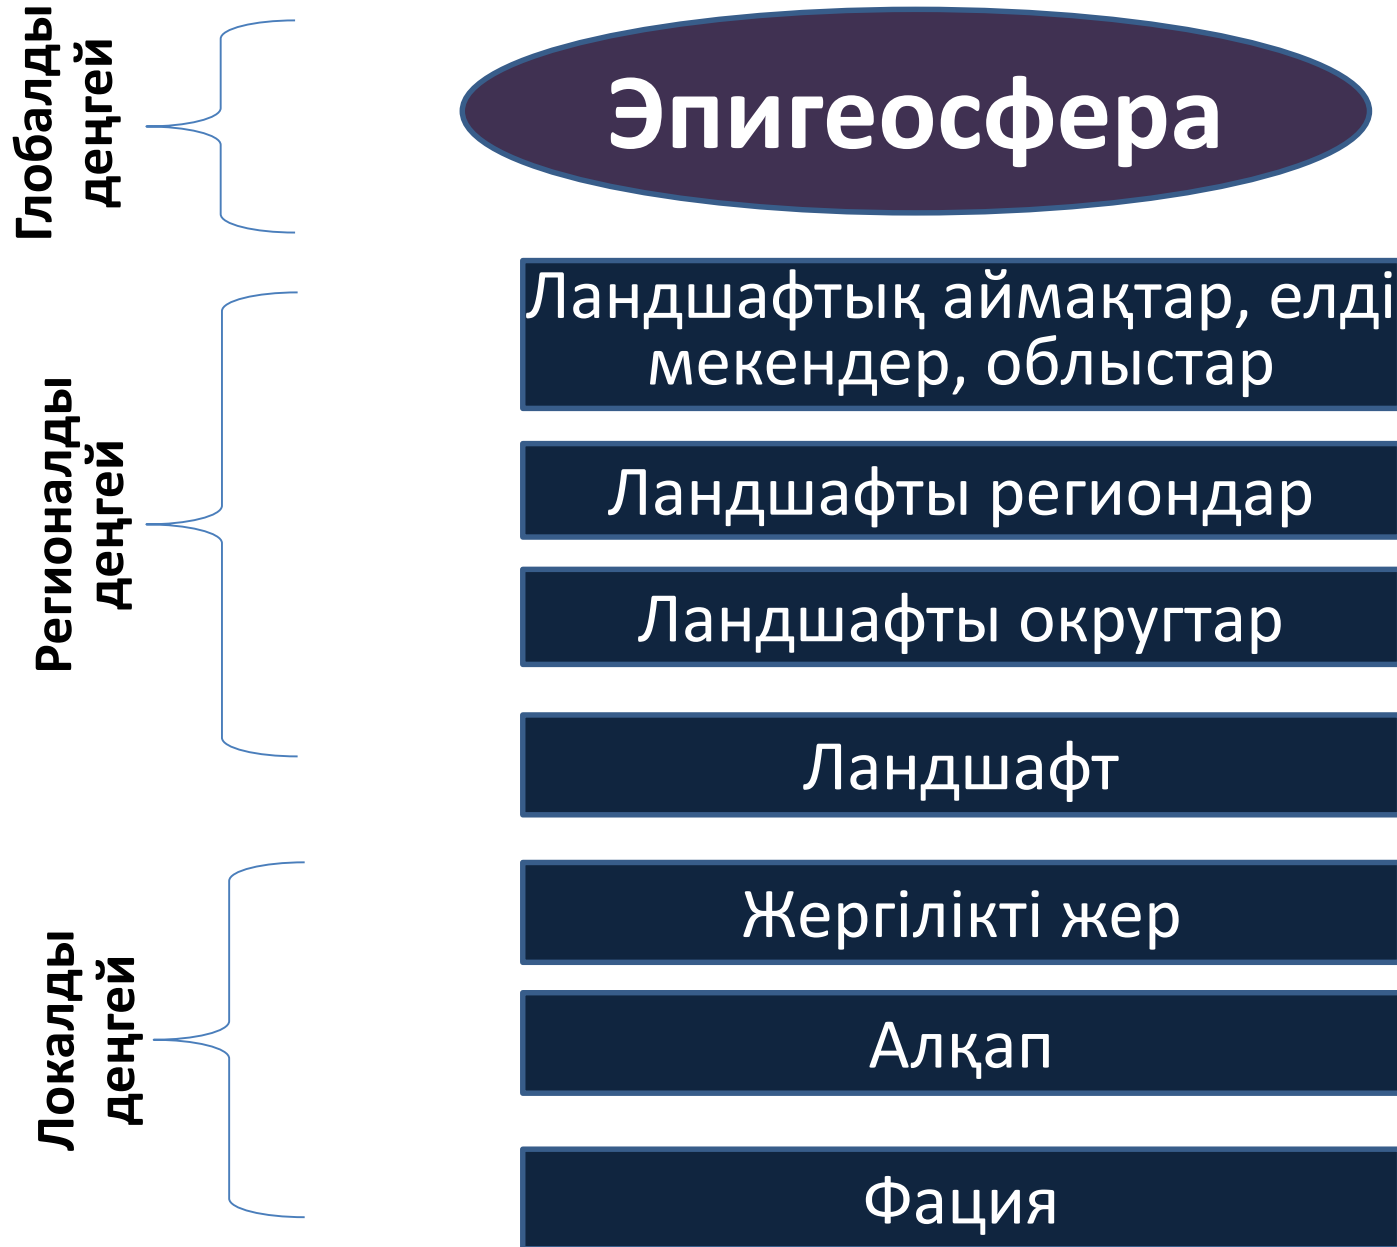 Глобалды
деңгей
Эпигеосфера
Регионалды
деңгей
Ландшафтық аймақтар, елді
мекендер, облыстар
Ландшафты региондар
Ландшафты округтар
Ландшафт
Локалды
деңгей
Жергілікті жер
Алқап
Фация